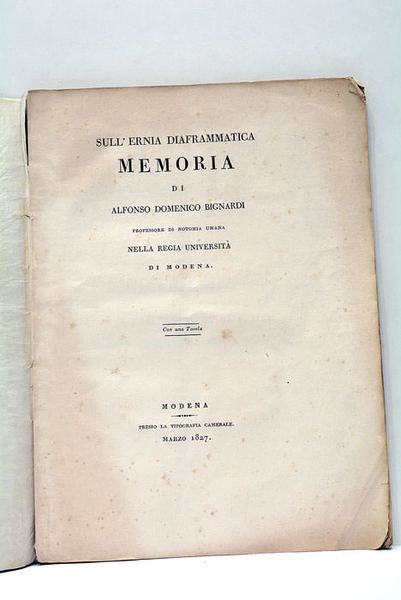 SULL' ERNIA DIAFRAMMATICA
MEMORIA
DI
ALFONSO DOMENICO BIGNARDI
PROFESSORE DI NOTOMIA UMANA
NELLA REGIA UNIVERSITÀ
DI MODENA.
Con una Tavola
MODENA
PRESSO LA TIPOGRAFIA CAMERALE.
MARZO 1827.